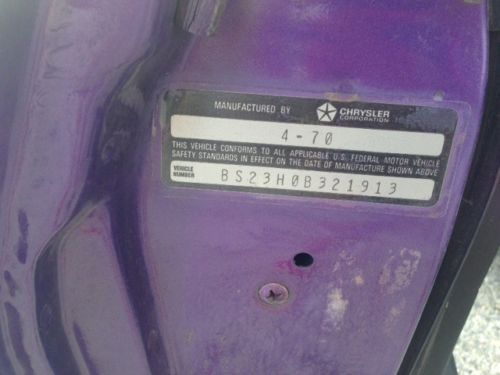 MANUFACTURED BY CHRYSLER CORPORATION
4-70
THIS VEHICLE CONFORMS TO ALL APPLICABLE U.S. FEDERAL MOTOR VEHICLE
SAFETY STANDARDS IN EFFECT ON THE DATE OF MANUFACTURE SHOWN ABOVE
VEHICLE NUMBER BS23H0B321913